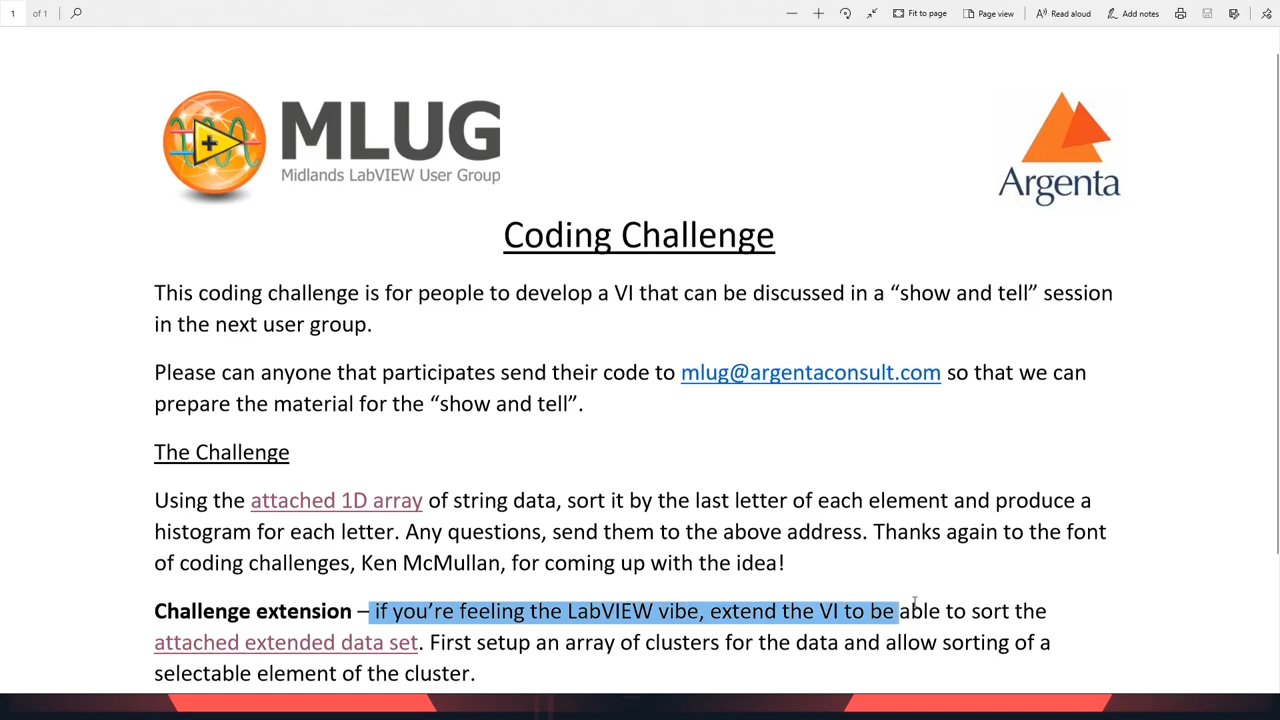 1 of 1
Fit to page
Page view
Read aloud
Add notes
MLUG
Midlands LabVIEW User Group
Argenta
Coding Challenge
This coding challenge is for people to develop a VI that can be discussed in a “show and tell” session
in the next user group.
Please can anyone that participates send their code to mlug@argentaconsult.com so that we can
prepare the material for the “show and tell”.
The Challenge
Using the attached 1D array of string data, sort it by the last letter of each element and produce a
histogram for each letter. Any questions, send them to the above address. Thanks again to the font
of coding challenges, Ken McMullan, for coming up with the idea!
Challenge extension – if you’re feeling the LabVIEW vibe, extend the VI to be able to sort the
attached extended data set. First setup an array of clusters for the data and allow sorting of a
selectable element of the cluster.